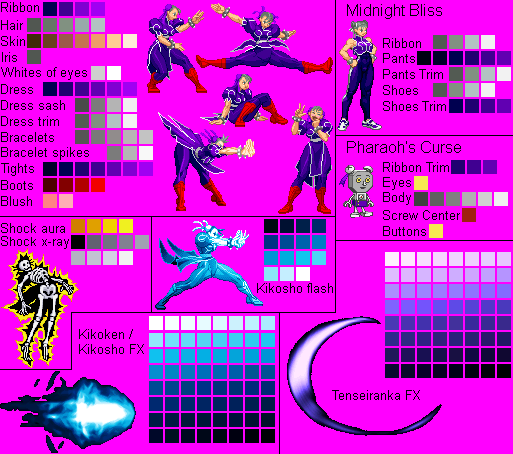 Ribbon
Hair
Skin
Iris
Whites of eyes
Dress
Dress sash
Dress trim
Bracelets
Bracelet spikes
Tights
Boots
Blush
Midnight Bliss
Ribbon
Pants
Pants Trim
Shoes
Shoes Trim
Pharaoh's Curse
Ribbon Trim
Eyes
Body
Screw Center
Buttons
Shock aura
Shock x-ray
Kikosho flash
Kikoken /
Kikosho FX
Tenseiranka FX